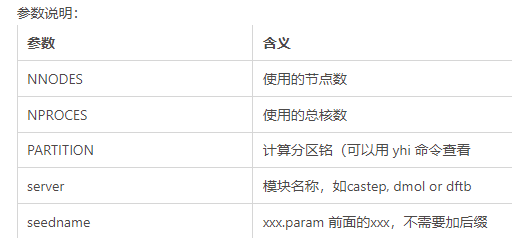 参数说明：
参数 含义
NNODES 使用的节点数
NPROCES 使用的总核数
PARTITION 计算分区铭（可以用 yhi 命令查看
server 模块名称，如castep, dmol or dftb
seedname xxx.param 前面的xxx，不需要加后缀